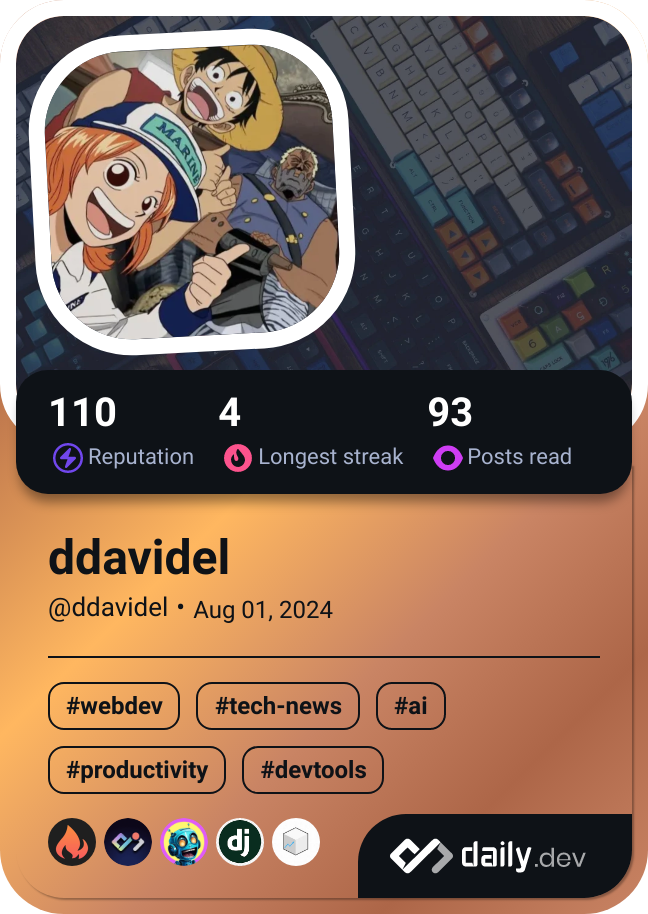 MARINE
110
4
93
Reputation
Longest streak
Posts read
ddavidel
@ddavidel • Aug 01, 2024
#webdev
#tech-news
#ai
#productivity
#devtools
dj
daily.dev